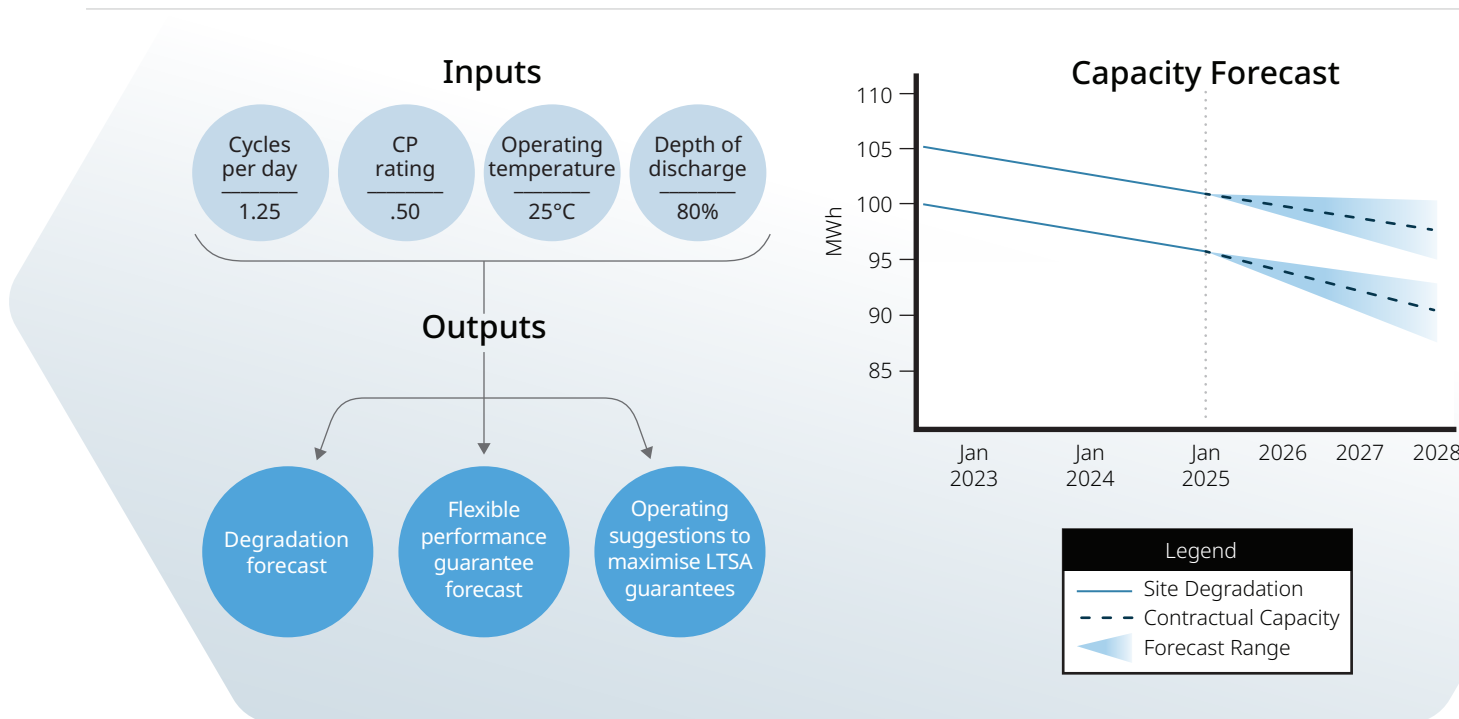 Inputs
Cycles
per day
1.25
CP
rating
.50
Operating
temperature
25°C
Depth of
discharge
80%
Outputs
Degradation
forecast
Flexible
performance
guarantee
forecast
Operating
suggestions to
maximise LTSA
guarantees
Capacity Forecast
MWh
110
105
100
95
90
85
Jan
2023
Jan
2024
Jan
2025
2026
2027
2028
Legend
Site Degradation
Contractual Capacity
Forecast Range